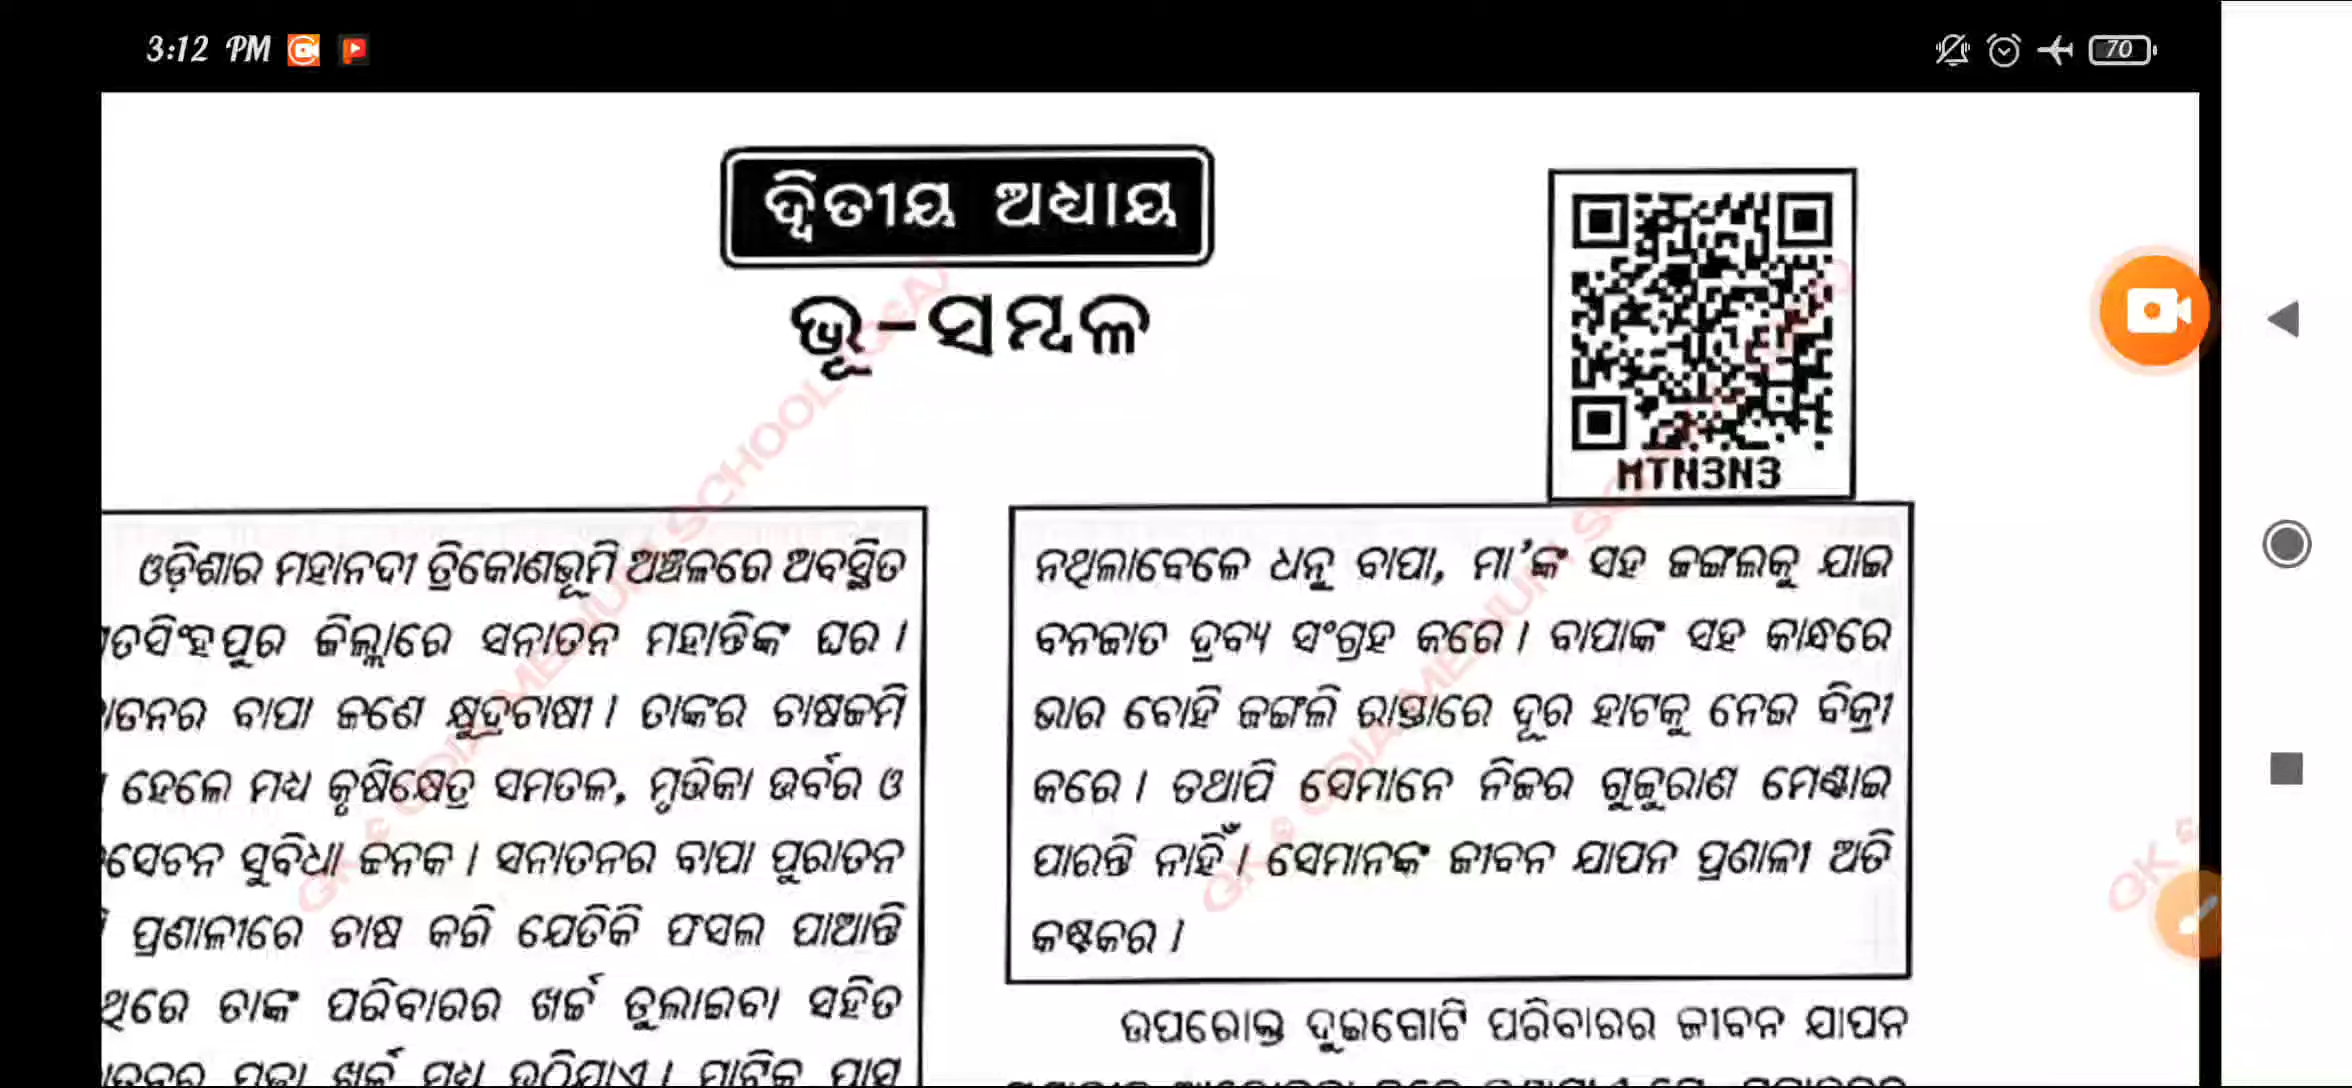 3:12 PM
70
ଦ୍ୱିତୀୟ ଅଧ୍ୟାୟ
ଭୂ-ସମ୍ବଳ
MTN3N3
ଓଡ଼ିଶାର ମହାନଦୀ ତ୍ରିକୋଣଭୂମି ଅଞ୍ଚଳରେ ଅବସ୍ଥିତ
ଜିଲ୍ଲାରେ ସନାତନ ମହାନ୍ତିଙ୍କ ଘର ।
ବାପା ଜଣେ କ୍ଷୁଦ୍ରଚାଷୀ । ତାଙ୍କର ଚାଷଜମି
ହେଲେ ମଧ୍ୟ କୃଷିକ୍ଷେତ୍ର ସମତଳ, ମୃତ୍ତିକା ଉର୍ବର ଓ
ସୁବିଧା ଜନକ । ସନାତନର ବାପା ପୁରାତନ
ପ୍ରଣାଳୀରେ ଚାଷ କରି ଯେତିକି ଫସଲ ପାଆନ୍ତି
ତାଙ୍କ ପରିବାରର ଖର୍ଚ୍ଚ ତୁଲାଇବା ସହିତ
ନଥିଲାବେଳେ ଧନୁ ବାପା, ମା'ଙ୍କ ସହ ଜଙ୍ଗଲକୁ ଯାଇ
ବନଜାତ ଦ୍ରବ୍ୟ ସଂଗ୍ରହ କରେ । ବାପାଙ୍କ ସହ କାନ୍ଧରେ
ଭାର ବୋହି ଜଙ୍ଗଲି ରାସ୍ତାରେ ଦୂର ହାଟକୁ ନେଇ ବିକ୍ରୀ
କରେ । ତଥାପି ସେମାନେ ନିଜର ଗୁଜୁରାଣ ମେଣ୍ଟାଇ
ପାରନ୍ତି ନାହିଁ । ସେମାନଙ୍କ ଜୀବନ ଯାପନ ପ୍ରଣାଳୀ ଅତି
କଷ୍ଟକର ।
ଉପରୋକ୍ତ ଦୁଇଗୋଟି ପରିବାରର ଜୀବନ ଯାପନ